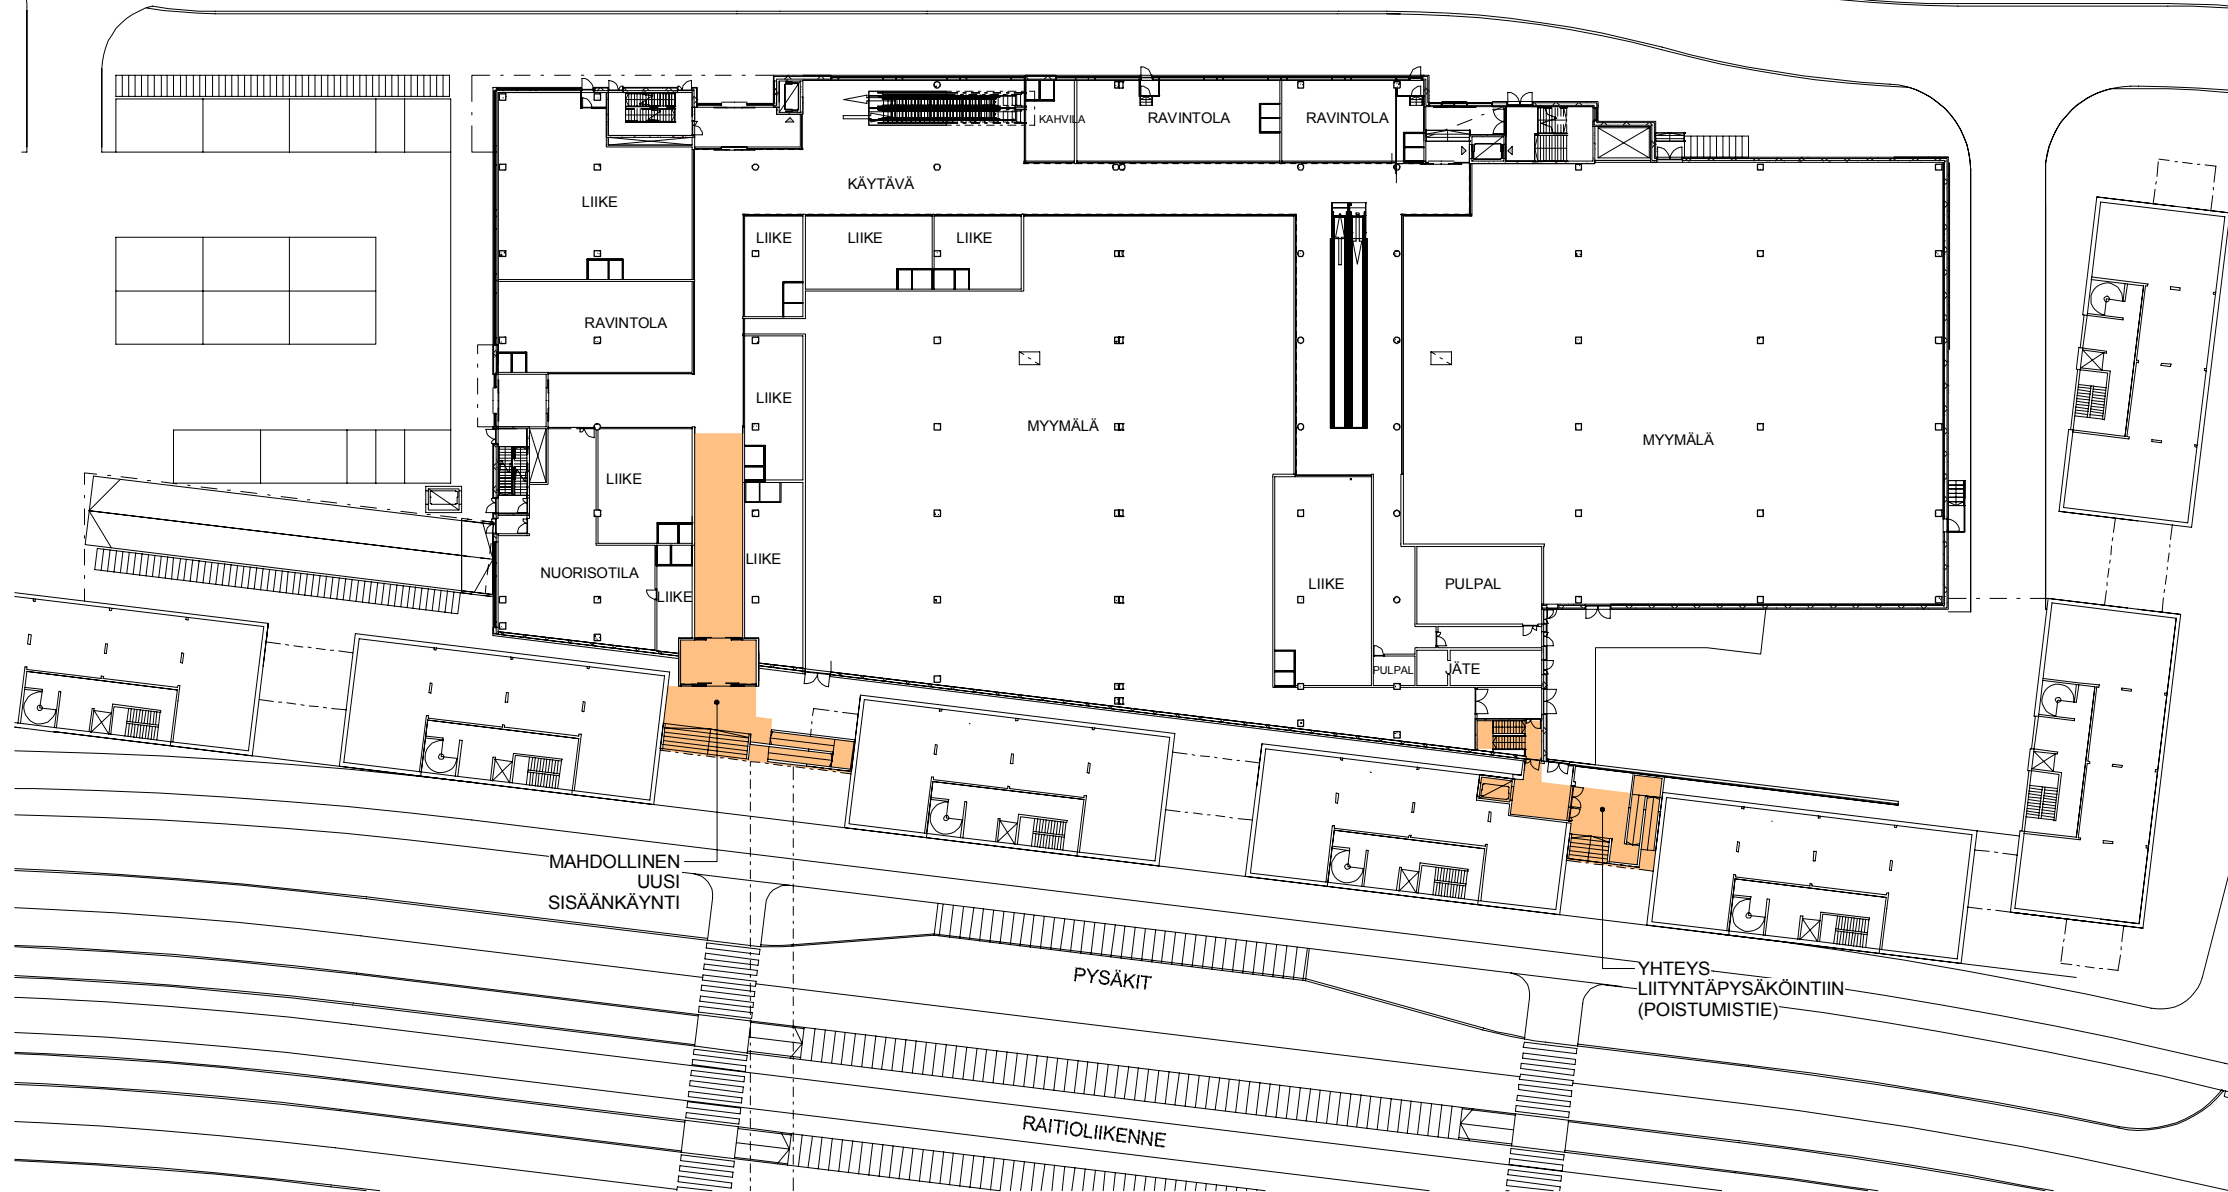 KAHVILA
RAVINTOLA
RAVINTOLA
KÄYTÄVÄ
LIIKE
LIIKE
LIIKE
LIIKE
RAVINTOLA
LIIKE
MYYMÄLÄ
MYYMÄLÄ
LIIKE
LIIKE
NUORISOTILA
LIIKE
LIIKE
PULPAL
PULPAL
JÄTE
MAHDOLLINEN
UUSI
SISÄÄNKÄYNTI
YHTEYS
LIITYNTÄPYSÄKÖINTIIN
(POISTUMISTIE)
PYSÄKIT
RAITIOLIIKENNE